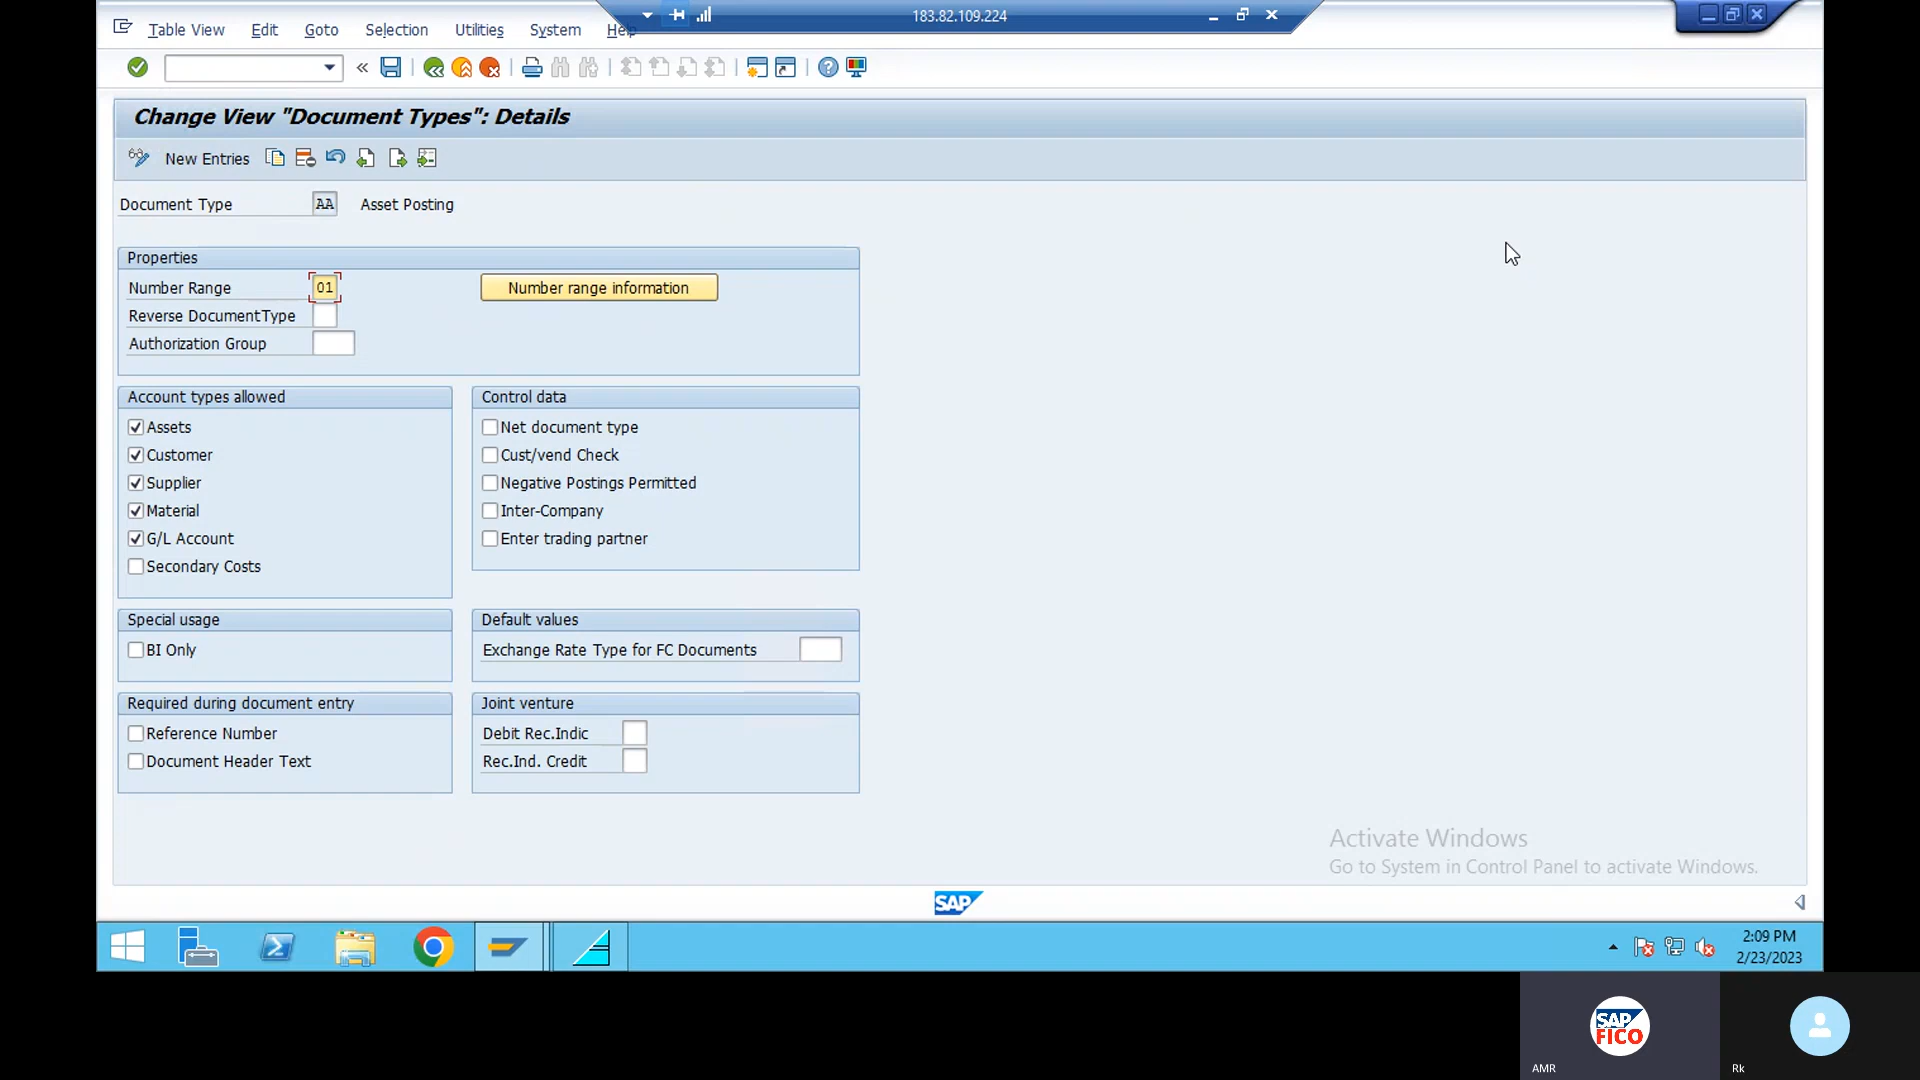 183.82.109.224
Table View Edit Goto Selection Utilities System Help
Change View "Document Types": Details
New Entries
Document Type AA Asset Posting
Properties
Number Range 01 Number range information
Reverse DocumentType
Authorization Group
Account types allowed
Assets
Customer
Supplier
Material
G/L Account
Secondary Costs
Control data
Net document type
Cust/vend Check
Negative Postings Permitted
Inter-Company
Enter trading partner
Special usage
BI Only
Default values
Exchange Rate Type for FC Documents
Required during document entry
Reference Number
Document Header Text
Joint venture
Debit Rec.Indic
Rec.Ind. Credit
Activate Windows
Go to System in Control Panel to activate Windows.
SAP
2:09 PM
2/23/2023
SAP
FICO
AMR
Rk